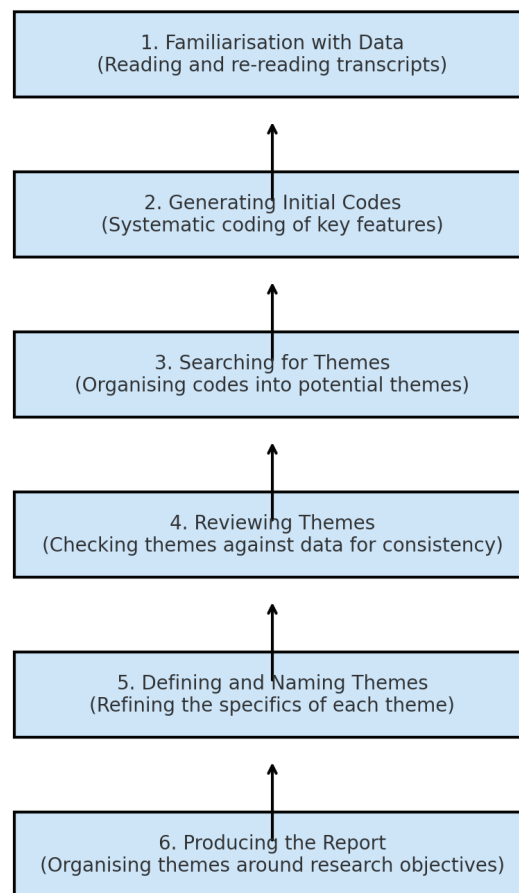 1. Familiarisation with Data
(Reading and re-reading transcripts)
2. Generating Initial Codes
(Systematic coding of key features)
3. Searching for Themes
(Organising codes into potential themes)
4. Reviewing Themes
(Checking themes against data for consistency)
5. Defining and Naming Themes
(Refining the specifics of each theme)
6. Producing the Report
(Organising themes around research objectives)